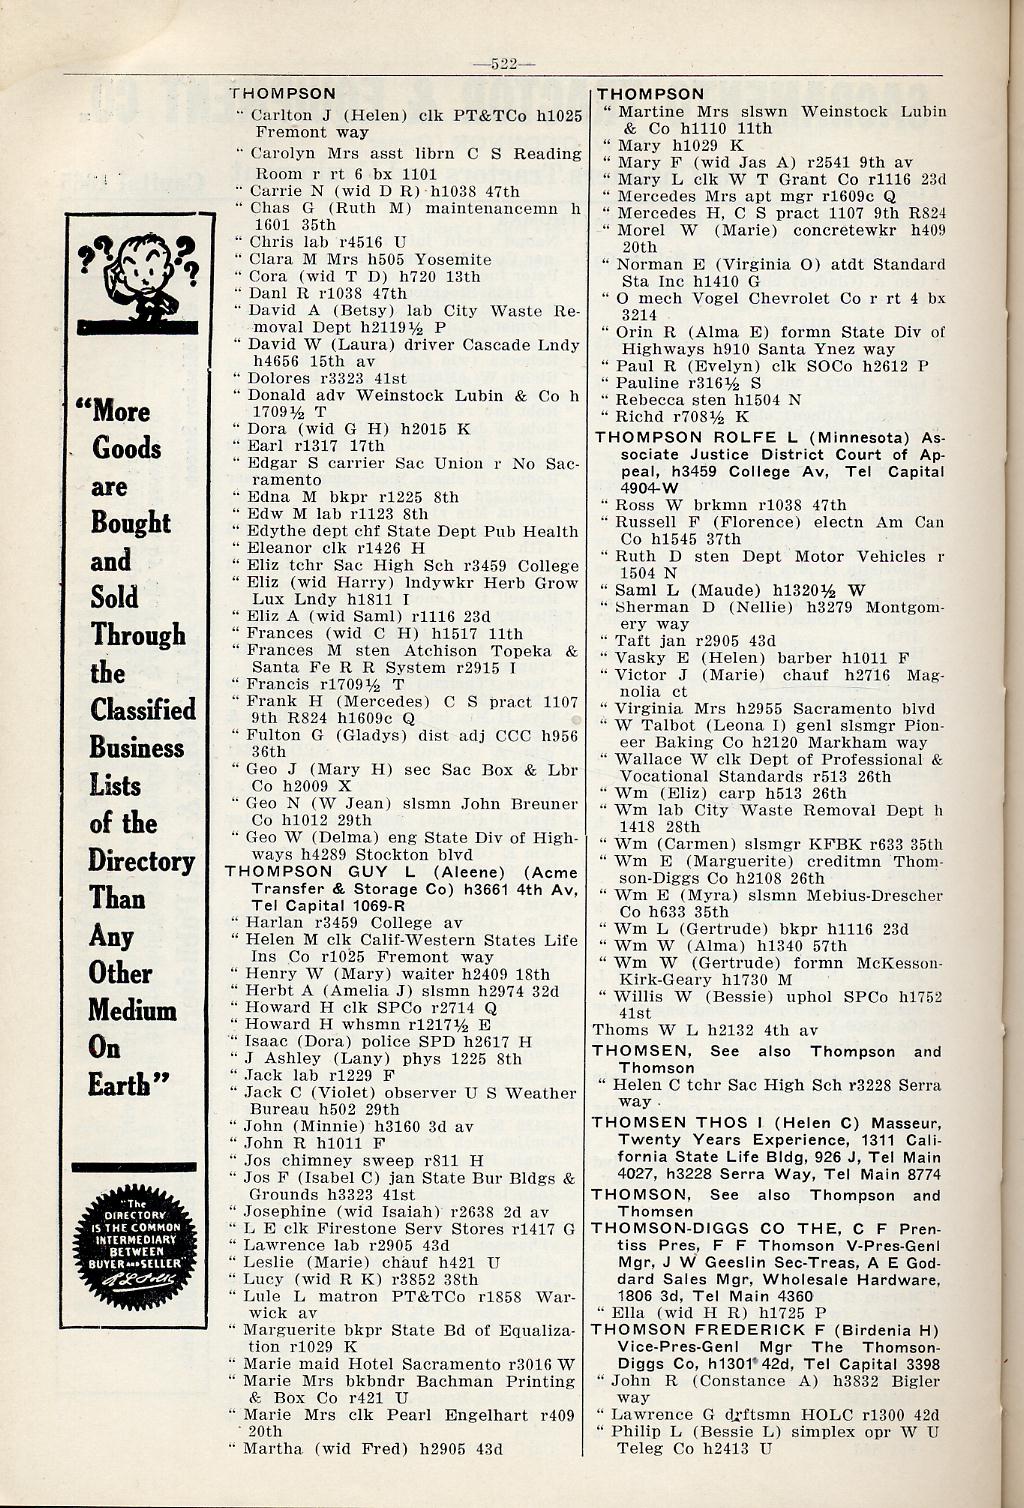 —522—
??
??
"More
Goods
are
Bought
and
Sold
Through
the
Classified
Business
Lists
of the
Directory
Than
Any
Other
Medium
On
Earth"
"The
DIRECTORY
IS THE COMMON
INTERMEDIARY
BETWEEN
BUYER AND SELLER"
R. L. Polk
THOMPSON
" Carlton J (Helen) clk PT&TCo h1025
Fremont way
" Carolyn Mrs asst librn C S Reading
Room r rt 6 bx 1101
" Carrie N (wid D R) h1038 47th
" Chas G (Ruth M) maintenancemn h
1601 35th
" Chris lab r4516 U
" Clara M Mrs h505 Yosemite
" Cora (wid T D) h720 13th
" Danl R r1038 47th
" David A (Betsy) lab City Waste Re-
moval Dept h2119½ P
" David W (Laura) driver Cascade Lndy
h4656 15th av
" Dolores r3323 41st
" Donald adv Weinstock Lubin & Co h
1709½ T
" Dora (wid G H) h2015 K
" Earl r1317 17th
" Edgar S carrier Sac Union r No Sac-
ramento
" Edna M bkpr r1225 8th
" Edw M lab r1123 8th
" Edythe dept chf State Dept Pub Health
" Eleanor clk r1426 H
" Eliz tchr Sac High Sch r3459 College
" Eliz (wid Harry) lndywkr Herb Grow
Lux Lndy h1811 I
" Eliz A (wid Saml) r1116 23d
" Frances (wid C H) h1517 11th
" Frances M sten Atchison Topeka &
Santa Fe R R System r2915 I
" Francis r1709½ T
" Frank H (Mercedes) C S pract 1107
9th R824 h1609c Q
" Fulton G (Gladys) dist adj CCC h956
36th
" Geo J (Mary H) sec Sac Box & Lbr
Co h2009 X
" Geo N (W Jean) slsmn John Breuner
Co h1012 29th
" Geo W (Delma) eng State Div of High-
ways h4289 Stockton blvd
THOMPSON GUY L (Aleene) (Acme
Transfer & Storage Co) h3661 4th Av,
Tel Capital 1069-R
" Harlan r3459 College av
" Helen M clk Calif-Western States Life
Ins Co r1025 Fremont way
" Henry W (Mary) waiter h2409 18th
" Herbt A (Amelia J) slsmn h2974 32d
" Howard H clk SPCo r2714 Q
" Howard H whsmn r1217½ E
" Isaac (Dora) police SPD h2617 H
" J Ashley (Lany) phys 1225 8th
" Jack lab r1229 F
" Jack C (Violet) observer U S Weather
Bureau h502 29th
" John (Minnie) h3160 3d av
" John R h1011 F
" Jos chimney sweep r811 H
" Jos F (Isabel C) jan State Bur Bldgs &
Grounds h3323 41st
" Josephine (wid Isaiah) r2638 2d av
" L E clk Firestone Serv Stores r1417 G
" Lawrence lab r2905 43d
" Leslie (Marie) chauf h421 U
" Lucy (wid R K) r3852 38th
" Lule L matron PT&TCo r1858 War-
wick av
" Marguerite bkpr State Bd of Equaliza-
tion r1029 K
" Marie maid Hotel Sacramento r3016 W
" Marie Mrs bkbndr Bachman Printing
& Box Co r421 U
" Marie Mrs clk Pearl Engelhart r409
20th
" Martha (wid Fred) h2905 43d
THOMPSON
" Martine Mrs slswn Weinstock Lubin
& Co h1110 11th
" Mary h1029 K
" Mary F (wid Jas A) r2541 9th av
" Mary L clk W T Grant Co r1116 23d
" Mercedes Mrs apt mgr r1609c Q
" Mercedes H, C S pract 1107 9th R824
" Morel W (Marie) concretewkr h409
20th
" Norman E (Virginia O) atdt Standard
Sta Inc h1410 G
" O mech Vogel Chevrolet Co r rt 4 bx
3214
" Orin R (Alma E) formn State Div of
Highways h910 Santa Ynez way
" Paul R (Evelyn) clk SOCo h2612 P
" Pauline r316½ S
" Rebecca sten h1504 N
" Richd r708½ K
THOMPSON ROLFE L (Minnesota) As-
sociate Justice District Court of Ap-
peal, h3459 College Av, Tel Capital
4904-W
" Ross W brkmn r1038 47th
" Russell F (Florence) electn Am Can
Co h1545 37th
" Ruth D sten Dept Motor Vehicles r
1504 N
" Saml L (Maude) h1320½ W
" Sherman D (Nellie) h3279 Montgom-
ery way
" Taft jan r2905 43d
" Vasky E (Helen) barber h1011 F
" Victor J (Marie) chauf h2716 Mag-
nolia ct
" Virginia Mrs h2955 Sacramento blvd
" W Talbot (Leona I) genl slsmgr Pion-
eer Baking Co h2120 Markham way
" Wallace W clk Dept of Professional &
Vocational Standards r513 26th
" Wm (Eliz) carp h513 26th
" Wm lab City Waste Removal Dept h
1418 28th
" Wm (Carmen) slsmgr KFBK r633 35th
" Wm E (Marguerite) creditmn Thom-
son-Diggs Co h2108 26th
" Wm E (Myra) slsmn Mebius-Drescher
Co h633 35th
" Wm L (Gertrude) bkpr h1116 23d
" Wm W (Alma) h1340 57th
" Wm W (Gertrude) formn McKesson-
Kirk-Geary h1730 M
" Willis W (Bessie) uphol SPCo h1752
41st
Thoms W L h2132 4th av
THOMSEN, See also Thompson and
Thomson
" Helen C tchr Sac High Sch r3228 Serra
way
THOMSEN THOS I (Helen C) Masseur,
Twenty Years Experience, 1311 Cali-
fornia State Life Bldg, 926 J, Tel Main
4027, h3228 Serra Way, Tel Main 8774
THOMSON, See also Thompson and
Thomsen
THOMSON-DIGGS CO THE, C F Pren-
tiss Pres, F F Thomson V-Pres-Genl
Mgr, J W Geeslin Sec-Treas, A E God-
dard Sales Mgr, Wholesale Hardware,
1806 3d, Tel Main 4360
" Ella (wid H R) h1725 P
THOMSON FREDERICK F (Birdenia H)
Vice-Pres-Genl Mgr The Thomson-
Diggs Co, h1301 42d, Tel Capital 3398
" John R (Constance A) h3832 Bigler
way
" Lawrence G drftsmn HOLC r1300 42d
" Philip L (Bessie L) simplex opr W U
Teleg Co h2413 U